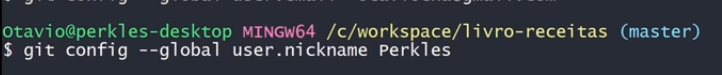 Otavio@perkles-desktop MINGW64 /c/workspace/livro-receitas (master)
$ git config --global user.nickname Perkles